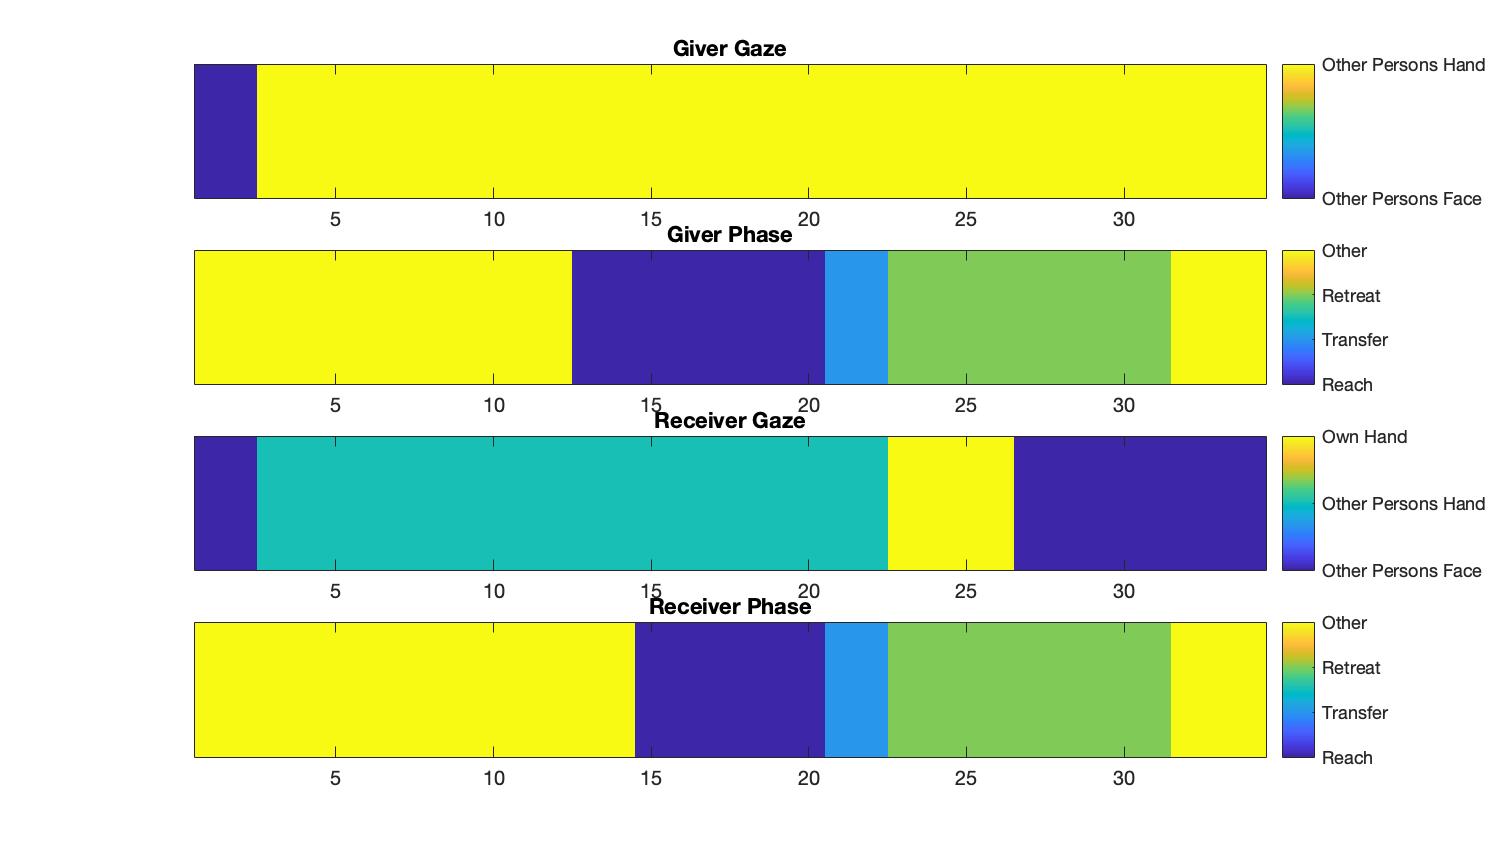 Giver Gaze
Other Persons Hand
Other Persons Face
5 10 15 20 25 30
Giver Phase
Other
Retreat
Transfer
Reach
5 10 15 20 25 30
Receiver Gaze
Own Hand
Other Persons Hand
Other Persons Face
5 10 15 20 25 30
Receiver Phase
Other
Retreat
Transfer
Reach
5 10 15 20 25 30